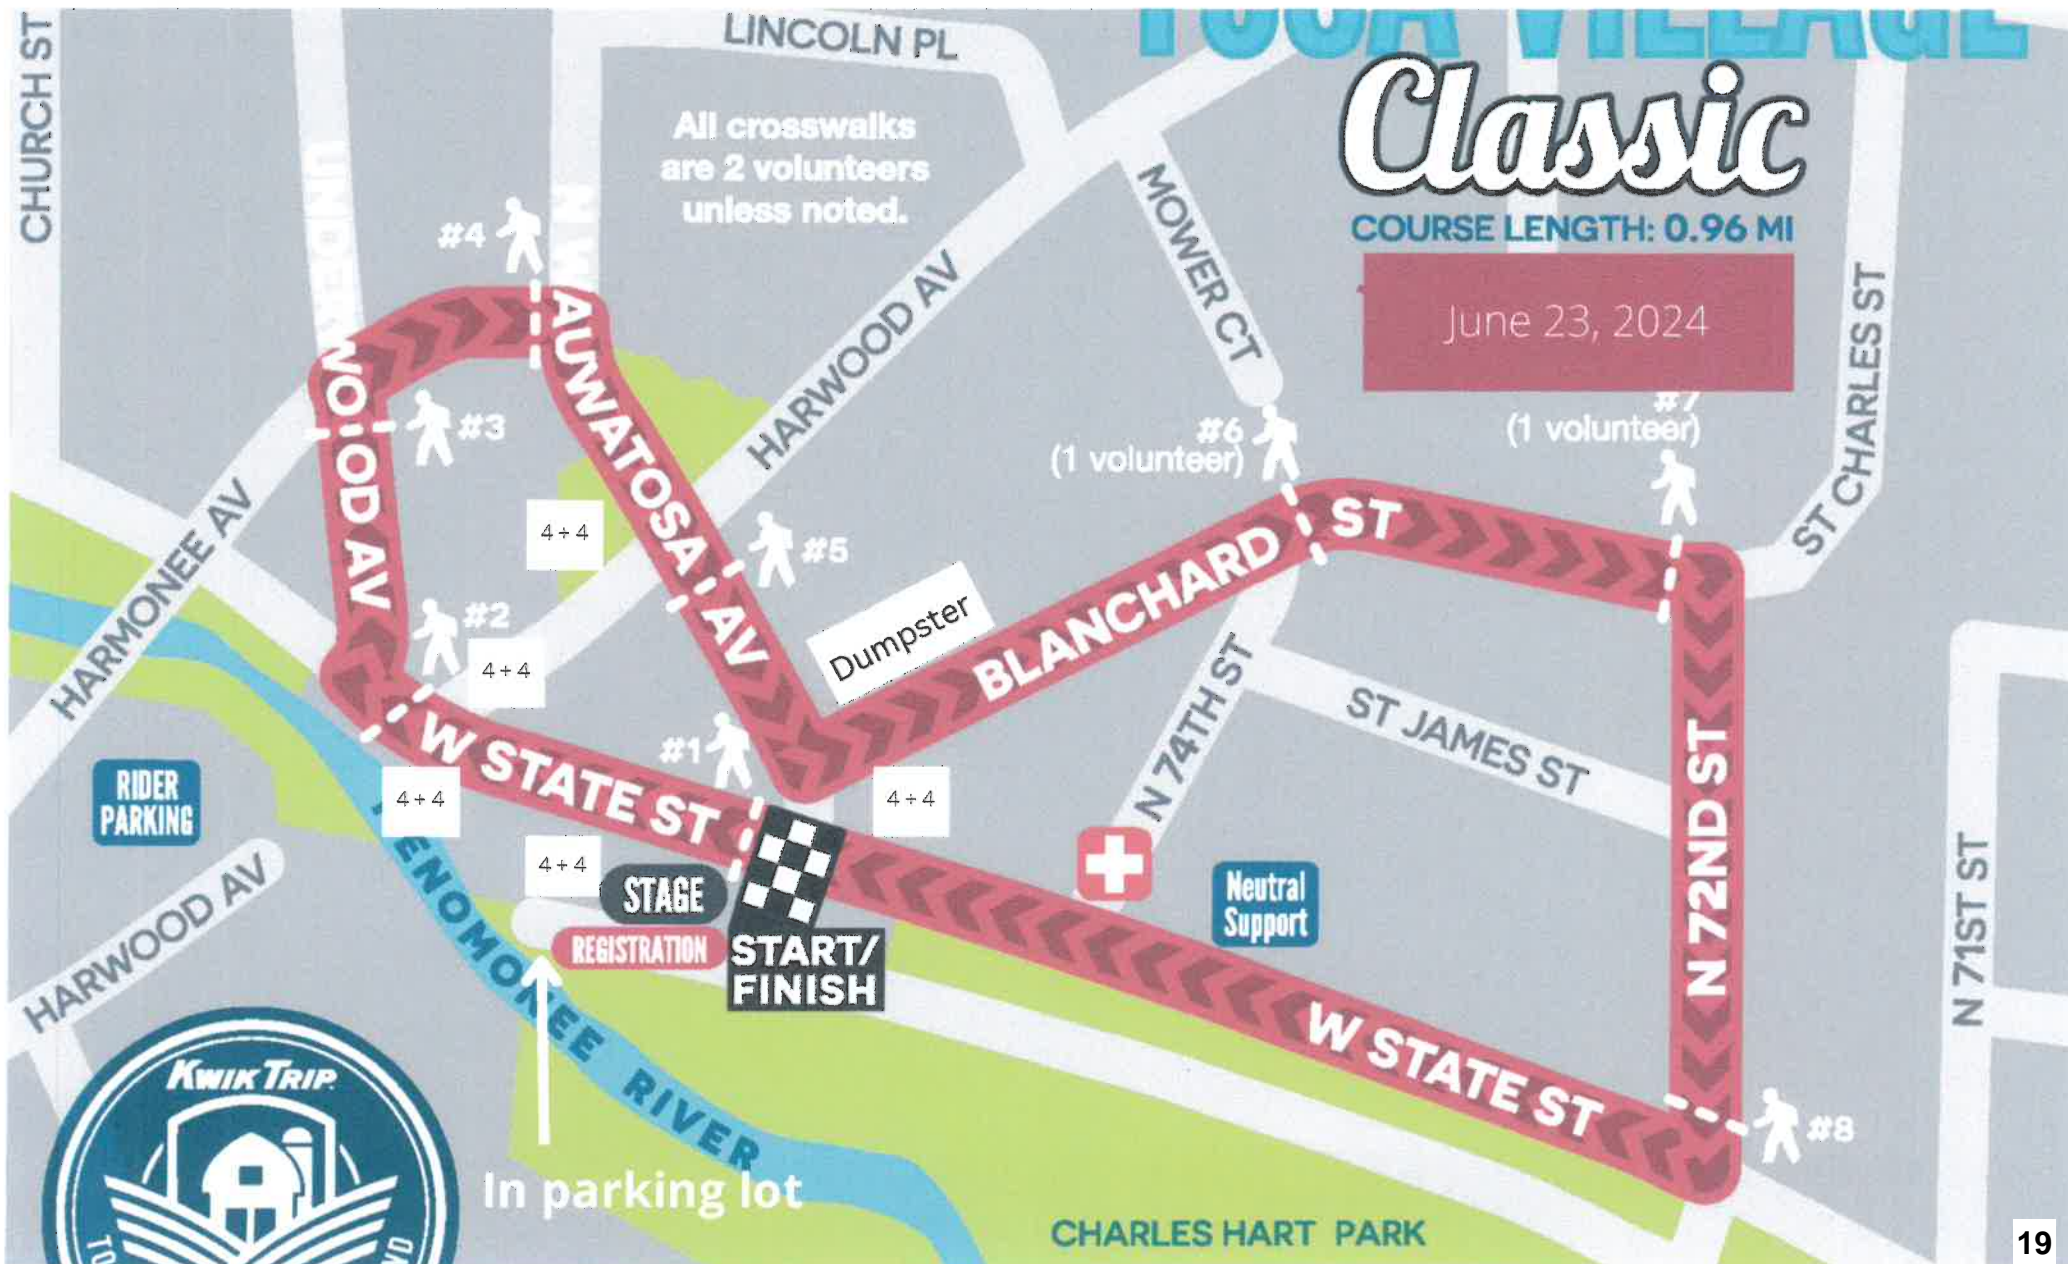 TOSA VILLAGE
Classic
COURSE LENGTH: 0.96 MI
June 23, 2024
CHURCH ST
LINCOLN PL
All crosswalks
are 2 volunteers
unless noted.
UNDERWOOD AV
N WAUWATOSA AV
HARWOOD AV
MOWER CT
ST CHARLES ST
#4
#3
#6
(1 volunteer)
#7
(1 volunteer)
HARMONEE AV
4 + 4
#5
#2
4 + 4
Dumpster
BLANCHARD ST
N 74TH ST
ST JAMES ST
N 72ND ST
N 71ST ST
#1
W STATE ST
RIDER
PARKING
4 + 4
4 + 4
4 + 4
STAGE
REGISTRATION
START/
FINISH
Neutral
Support
HARWOOD AV
MENOMONEE RIVER
W STATE ST
#8
KWIK TRIP
In parking lot
CHARLES HART PARK
19